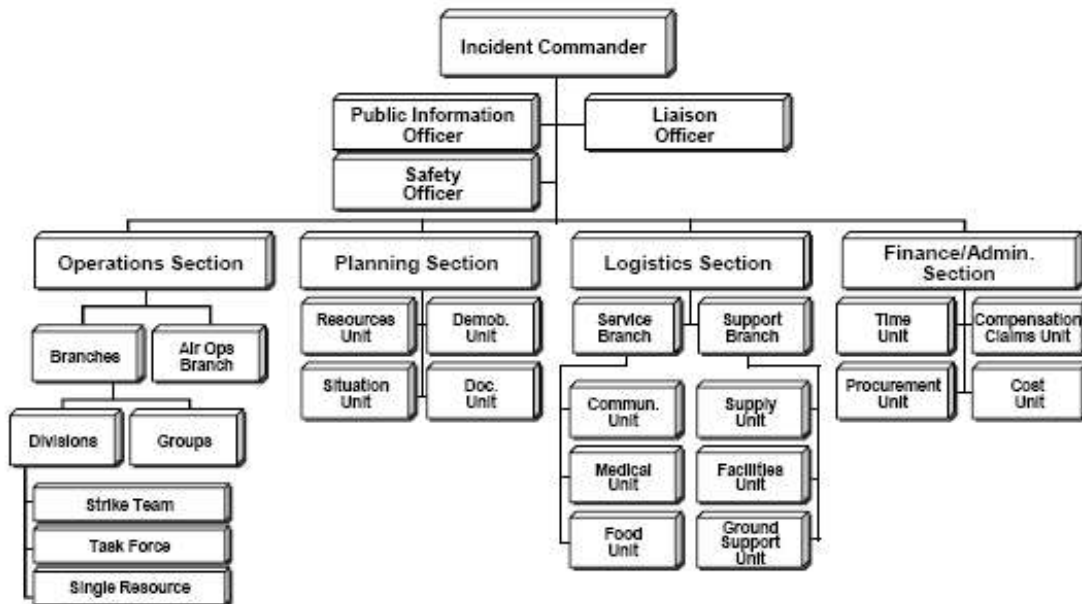 Incident Commander
Public Information
Officer
Liaison
Officer
Safety
Officer
Operations Section
Planning Section
Logistics Section
Finance/Admin.
Section
Branches
Air Ops
Branch
Divisions
Groups
Strike Team
Task Force
Single Resource
Resources
Unit
Demob.
Unit
Situation
Unit
Doc.
Unit
Service
Branch
Support
Branch
Commun.
Unit
Supply
Unit
Medical
Unit
Facilities
Unit
Food
Unit
Ground
Support
Unit
Time
Unit
Compensation
Claims Unit
Procurement
Unit
Cost
Unit